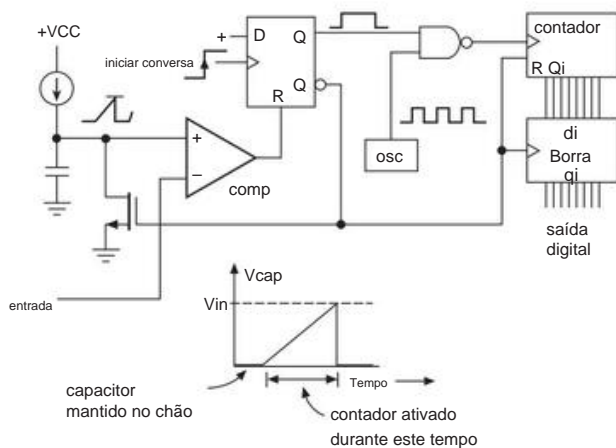 +VCC
iniciar conversa
+
D
Q
Q
R
contador
R Qi
di
Borra
qi
osc
+
−
comp
saída
digital
entrada
Vcap
Vin
Tempo
capacitor
mantido no chão
contador ativado
durante este tempo